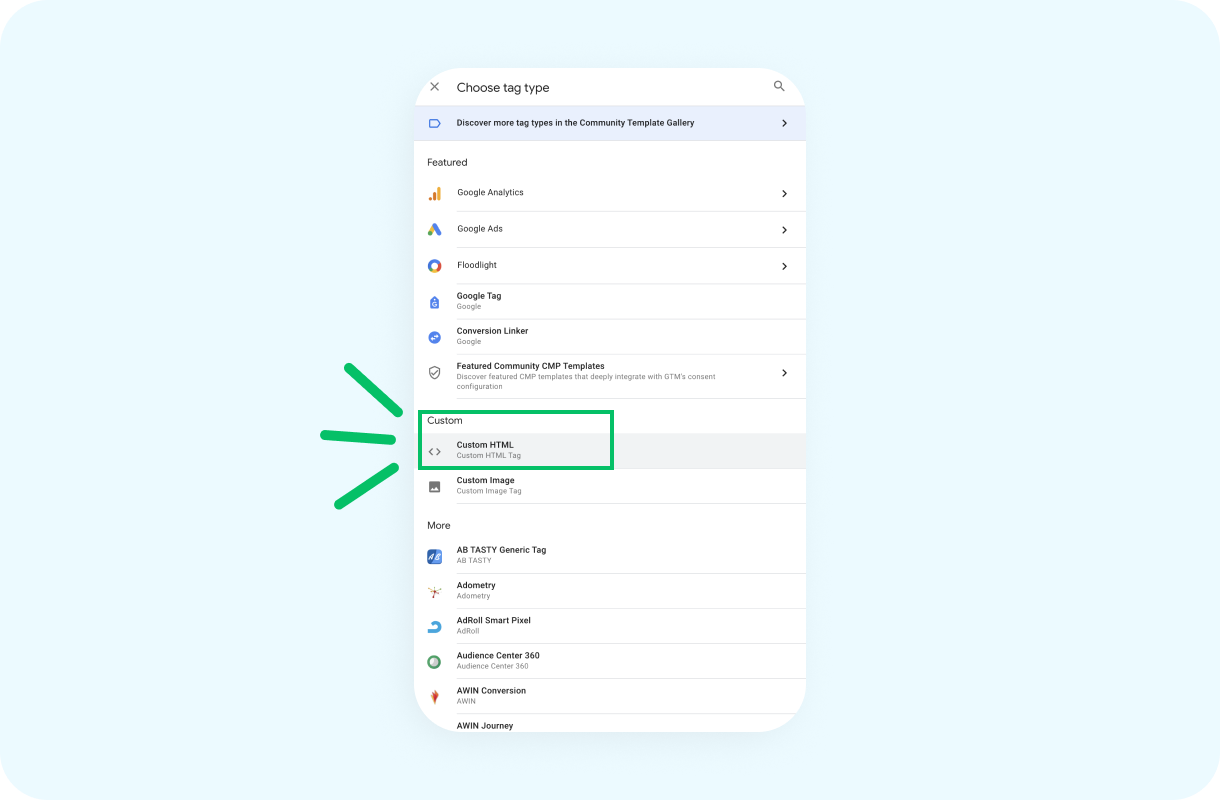 Choose tag type
Discover more tag types in the Community Template Gallery
Featured
Google Analytics
Google Ads
Floodlight
Google Tag
Google
Conversion Linker
Google
Featured Community CMP Templates
Discover featured CMP templates that deeply integrate with GTM's consent
configuration
Custom
Custom HTML
Custom HTML Tag
Custom Image
Custom Image Tag
More
AB TASTY Generic Tag
AB TASTY
Adometry
Adometry
AdRoll Smart Pixel
AdRoll
Audience Center 360
Audience Center 360
AWIN Conversion
AWIN
AWIN Journey